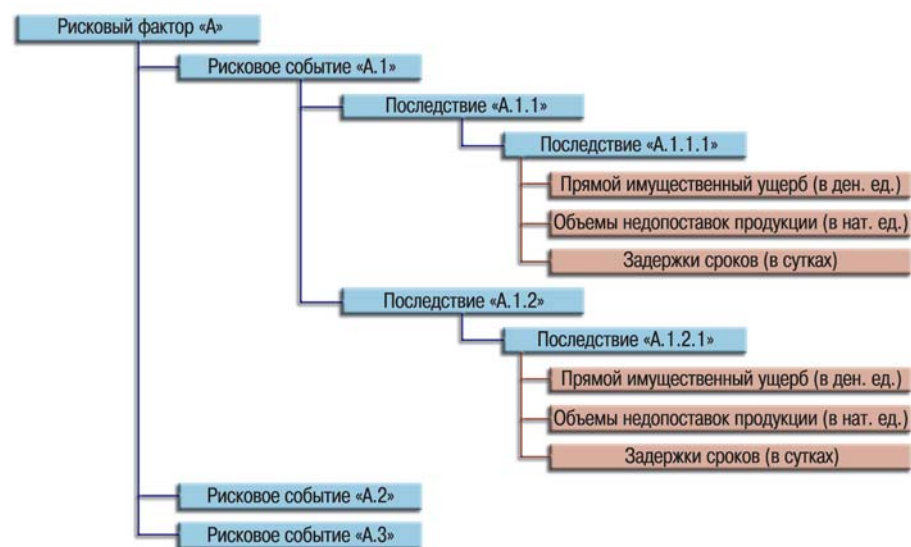 Рисковый фактор «А»
Рисковое событие «А.1»
Последствие «А.1.1»
Последствие «А.1.1.1»
Прямой имущественный ущерб (в ден. ед.)
Объемы недопоставок продукции (в нат. ед.)
Задержки сроков (в сутках)
Последствие «А.1.2»
Последствие «А.1.2.1»
Прямой имущественный ущерб (в ден. ед.)
Объемы недопоставок продукции (в нат. ед.)
Задержки сроков (в сутках)
Рисковое событие «А.2»
Рисковое событие «А.3»